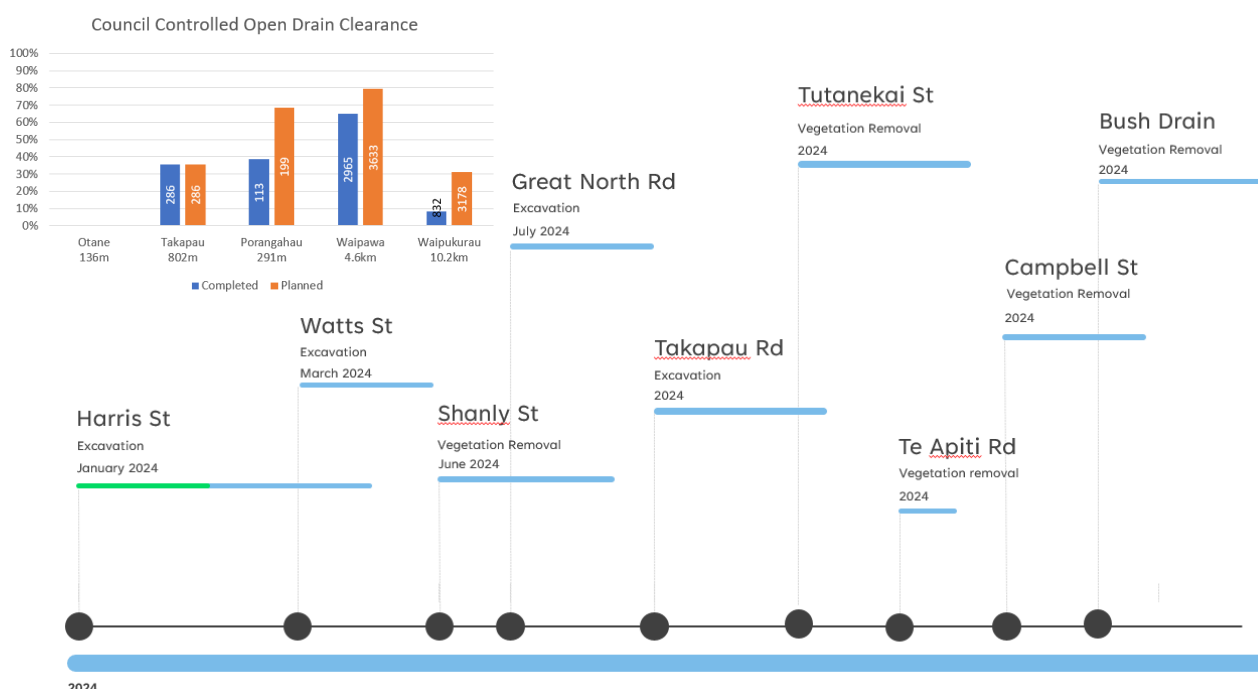 Council Controlled Open Drain Clearance
100%
90%
80%
70%
60%
50%
40%
30%
20%
10%
0%
286
286
113
199
2965
3633
832
3178
Otane
136m
Takapau
802m
Porangahau
291m
Waipawa
4.6km
Waipukurau
10.2km
Completed
Planned
Harris St
Excavation
January 2024
Watts St
Excavation
March 2024
Shanly St
Vegetation Removal
June 2024
Great North Rd
Excavation
July 2024
Takapau Rd
Excavation
2024
Tutanekai St
Vegetation Removal
2024
Te Apiti Rd
Vegetation removal
2024
Campbell St
Vegetation Removal
2024
Bush Drain
Vegetation Removal
2024
2024